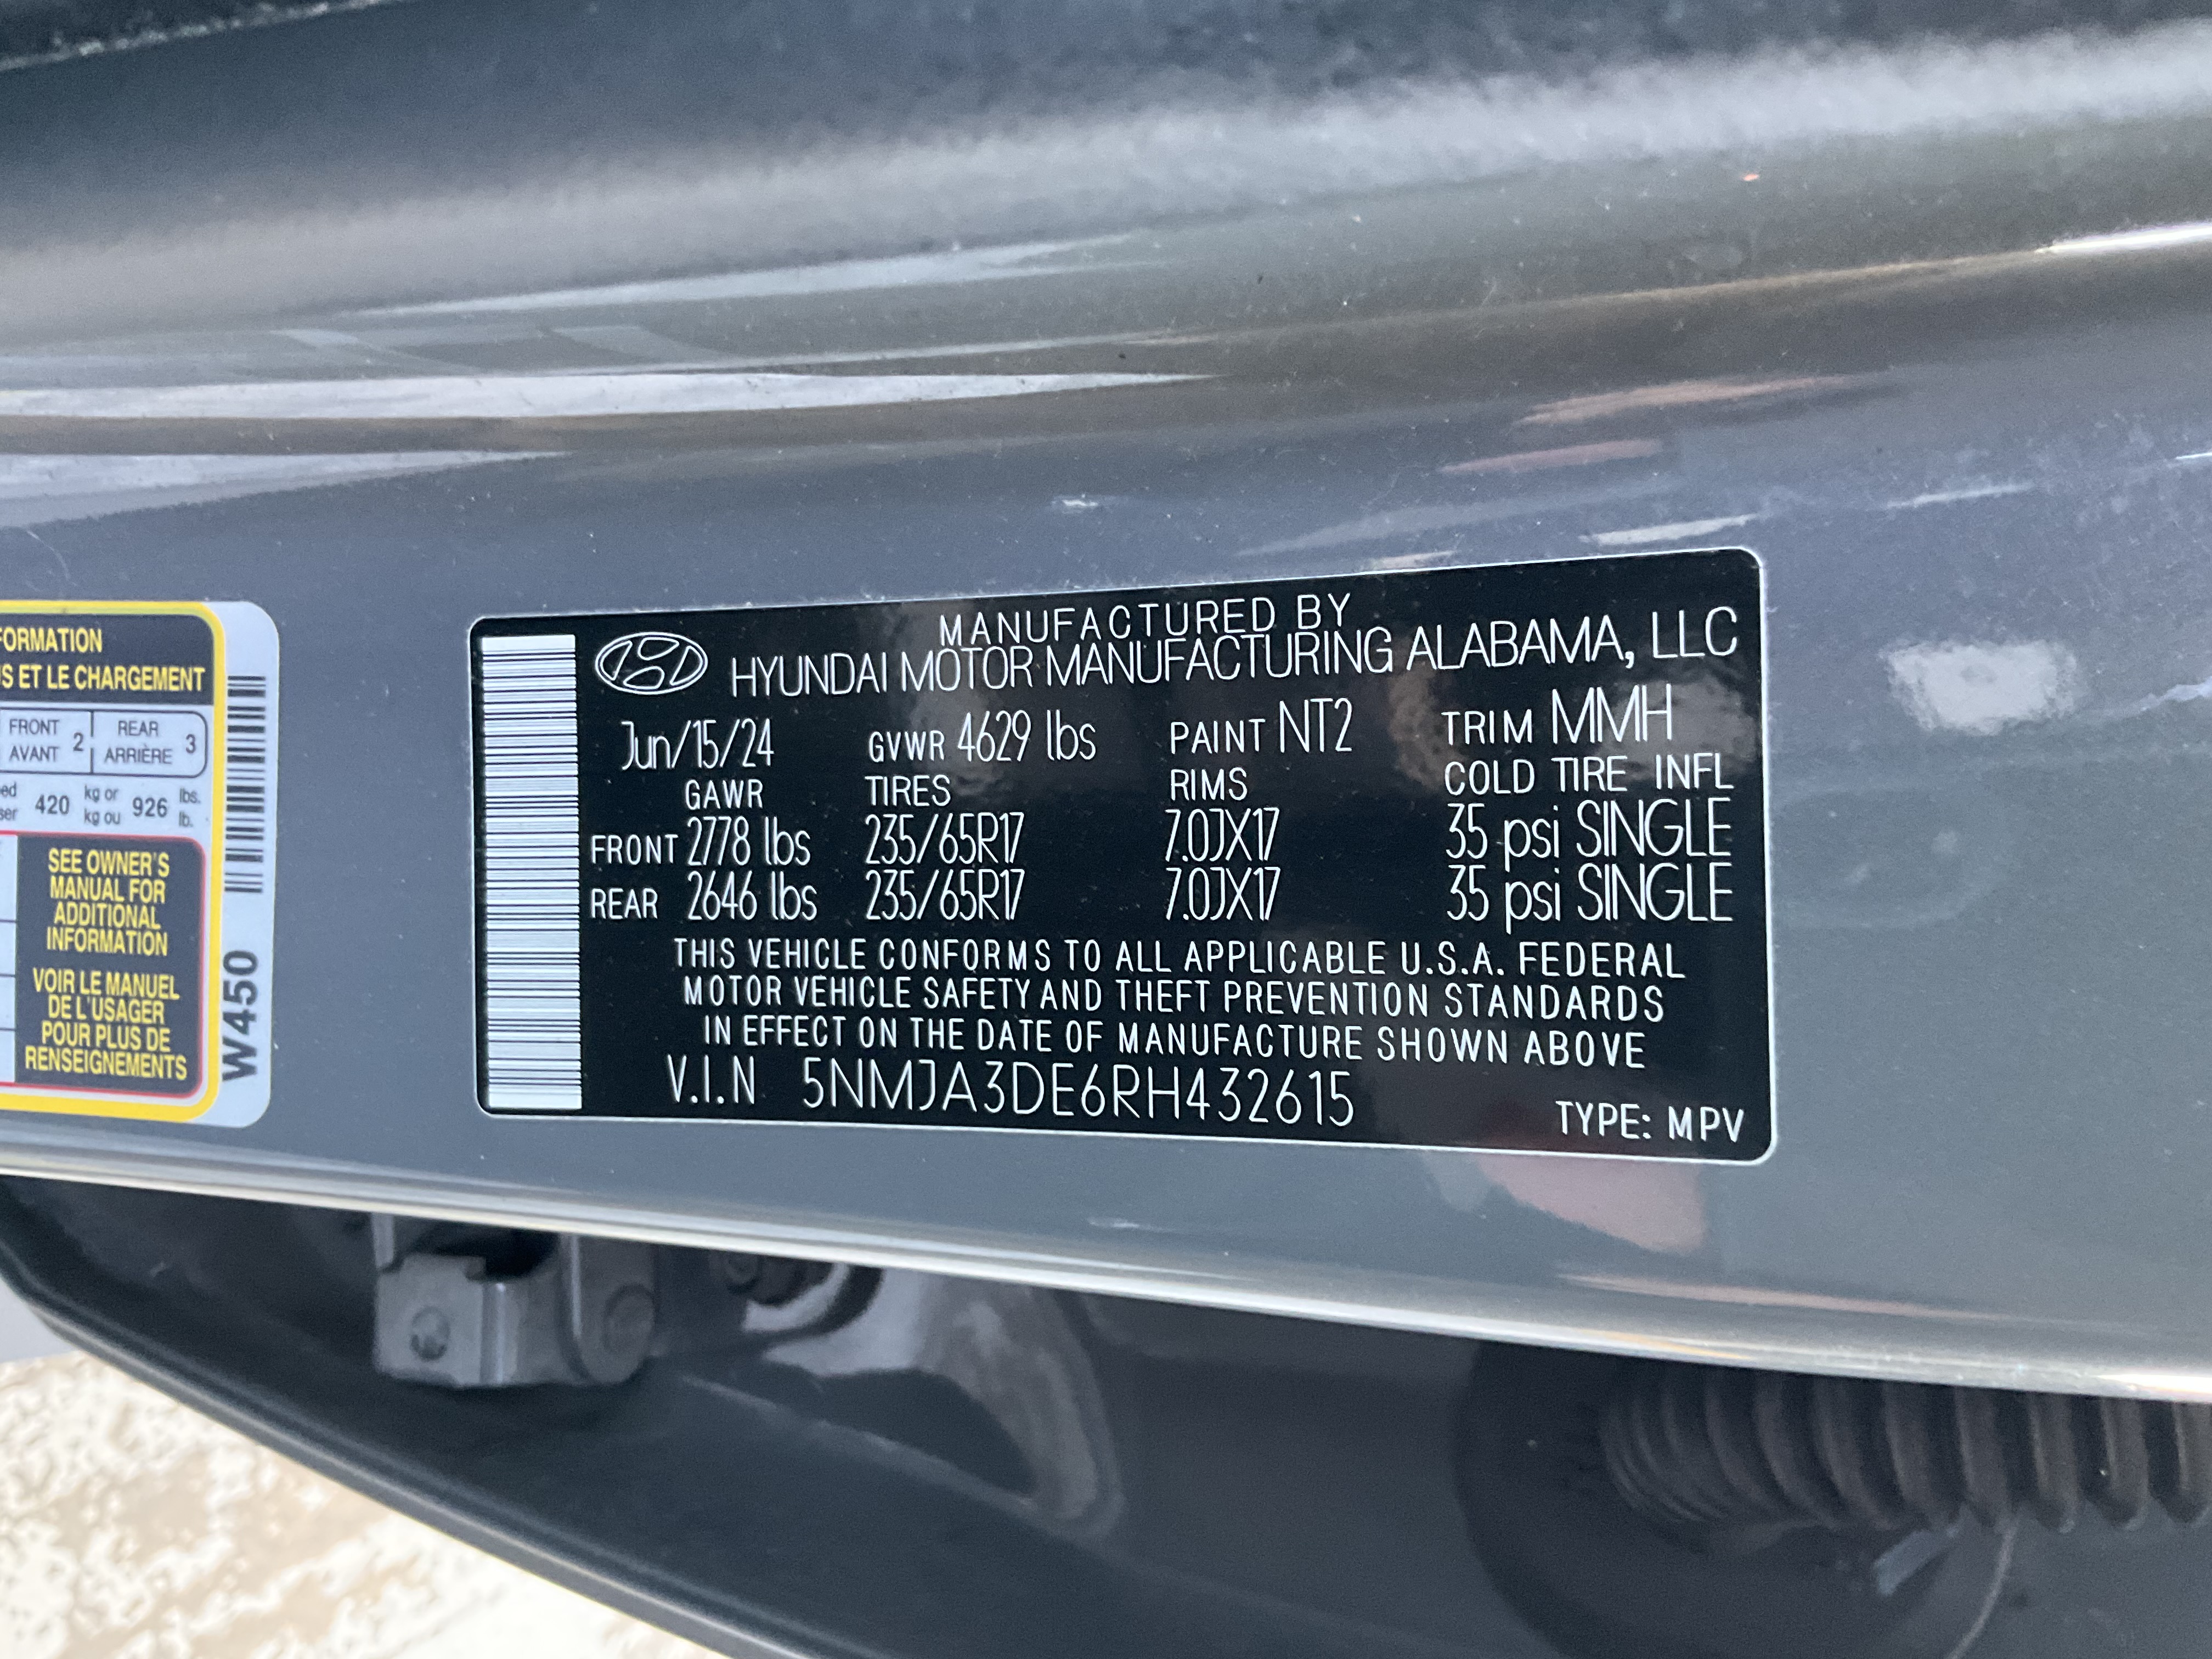 FORMATION
S ET LE CHARGEMENT
FRONT 2 REAR 3
AVANT ARRIÈRE
420 kg or 926 lbs.
kg ou lb.
SEE OWNER'S
MANUAL FOR
ADDITIONAL
INFORMATION
VOIR LE MANUEL
DE L'USAGER
POUR PLUS DE
RENSEIGNEMENTS
W450
MANUFACTURED BY
HYUNDAI MOTOR MANUFACTURING ALABAMA, LLC
Jun/15/24 GVWR 4629 lbs PAINT NT2 TRIM MMH
GAWR TIRES RIMS COLD TIRE INFL
FRONT 2778 lbs 235/65R17 7.0JX17 35 psi SINGLE
REAR 2646 lbs 235/65R17 7.0JX17 35 psi SINGLE
THIS VEHICLE CONFORMS TO ALL APPLICABLE U.S.A. FEDERAL
MOTOR VEHICLE SAFETY AND THEFT PREVENTION STANDARDS
IN EFFECT ON THE DATE OF MANUFACTURE SHOWN ABOVE
V.I.N 5NMJA3DE6RH432615
TYPE: MPV